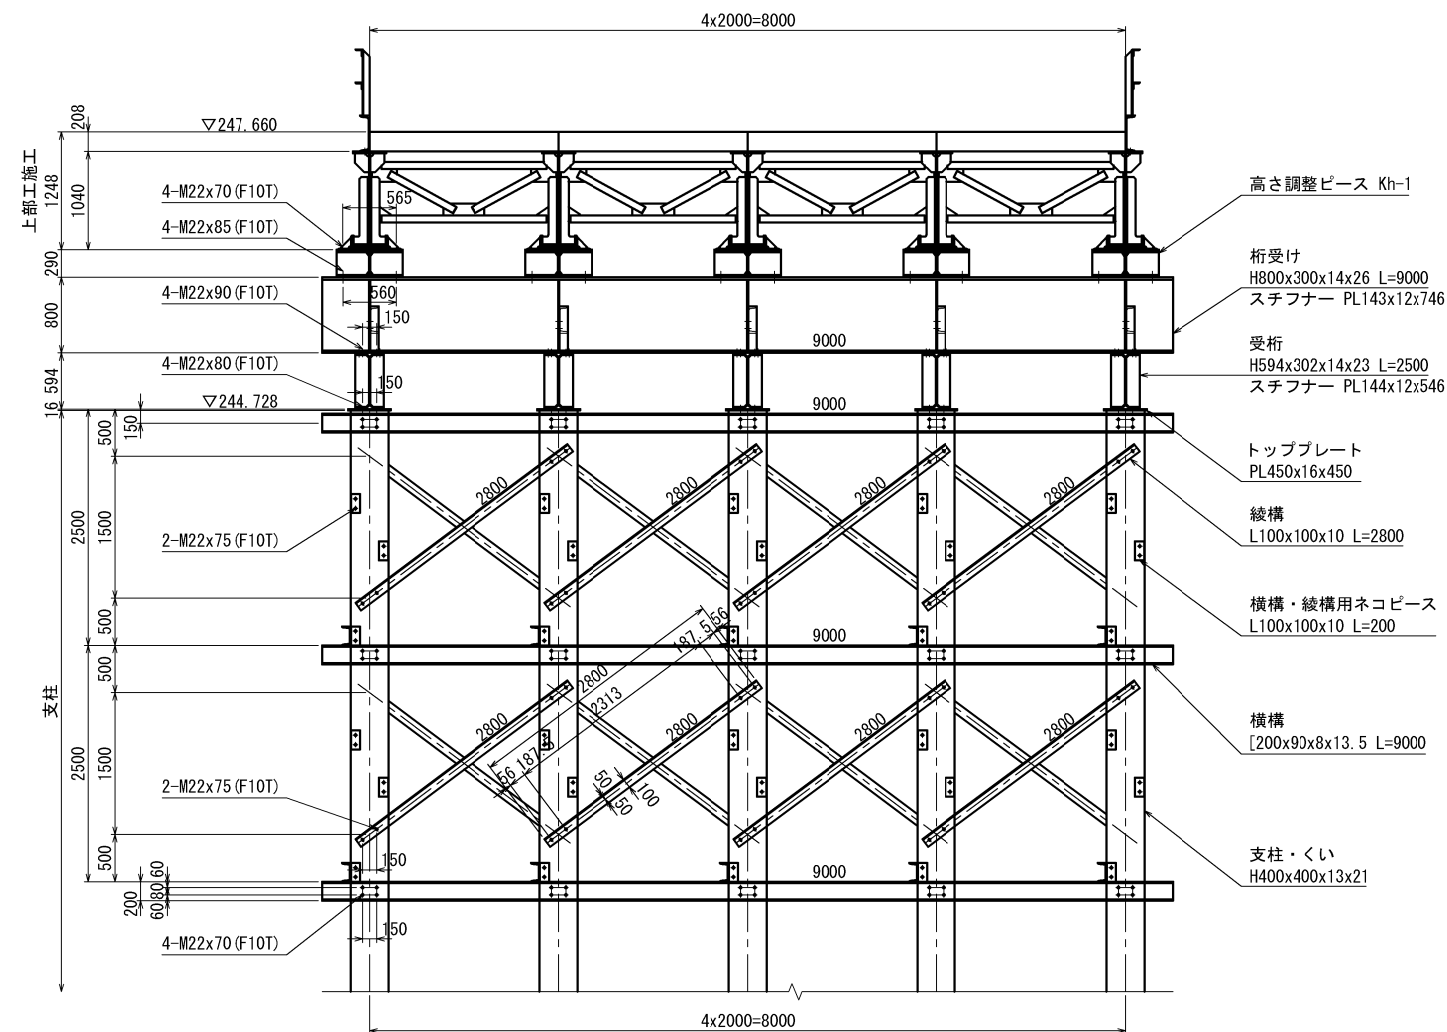 4x2000=8000
208
▽247.660
上部工施工
1248
1040
4-M22x70(F10T)
565
4-M22x85(F10T)
高さ調整ピース Kh-1
290
桁受け
H800x300x14x26 L=9000
スチフナー PL143x12x746
4-M22x90(F10T)
560
150
800
9000
受桁
H594x302x14x23 L=2500
スチフナー PL144x12x546
4-M22x80(F10T)
150
594
▽244.728
16
9000
500
150
トッププレート
PL450x16x450
2800
2800
2800
2800
綾構
L100x100x10 L=2800
2500
1500
2-M22x75(F10T)
横構・綾構用ネコピース
L100x100x10 L=200
500
9000
187.5
56
500
支柱
2800
2313
2800
2800
2800
横構
[200x90x8x13.5 L=9000
2500
1500
56
187.5
50
50
100
2-M22x75(F10T)
500
150
支柱・くい
H400x400x13x21
9000
60
80
60
200
150
4-M22x70(F10T)
4x2000=8000